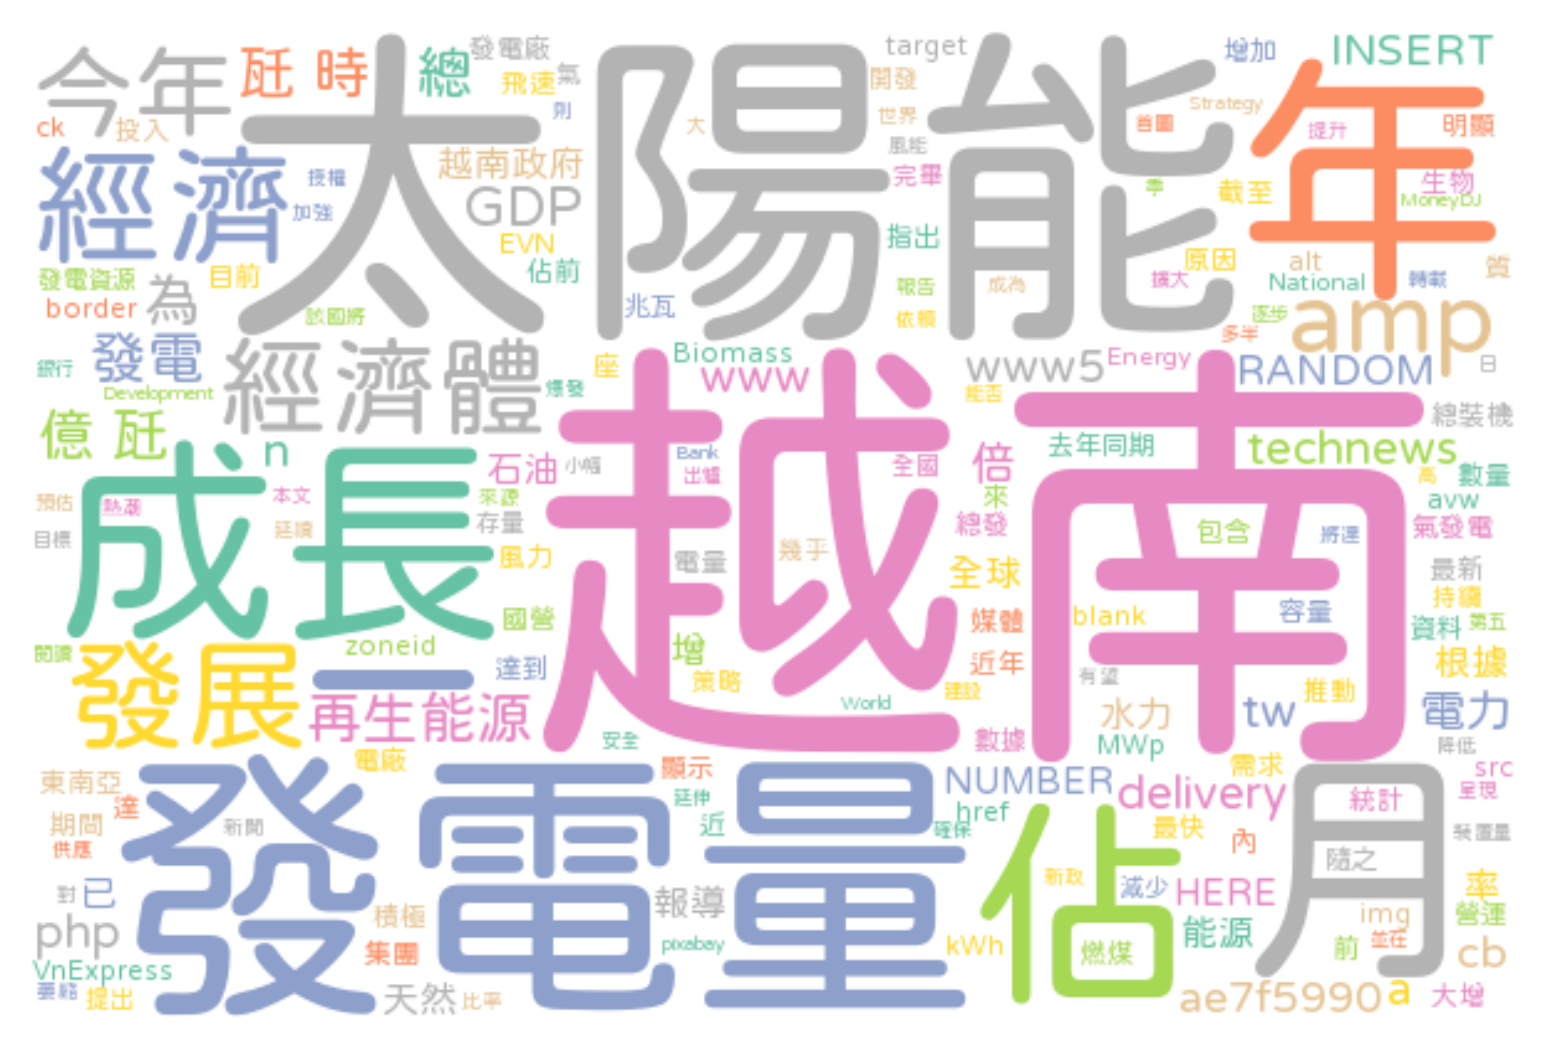 今年
瓩 時
總
發電廠
飛速
氣
則
太陽能
target
開發
世界
風能
增加
INSERT
Strategy
首圖
提升
明顯
年
ck
投入
大
經濟
授權
加強
越南政府
GDP
EVN
佔前
完畢
指出
季
截至
生物
MoneyDJ
原因
alt
質
發電資源
目前
border
為
該國將
兆瓦
報告
成為
依賴
擴大
National
轉載
逐步
多半
amp
發電
經濟體
銀行
Development
座
Biomass
www
爆發
www5
Energy
能否
RANDOM
日
總裝機
億 瓩
n
石油
小幅
Bank
出爐
越南
全國
倍
去年同期
technews
高
數量
成長
預估
熱潮
本文
來源
存量
延續
目標
風力
電量
幾乎
來
總發
包含
將達
avw
氣發電
全球
最新
持續
國營
zoneid
增
媒體
blank
容量
資料
第五
閱讀
發展
一
達到
策略
近年
建設
有望
推動
根據
再生能源
World
水力
tw
電力
安全
數據
MWp
降低
電廠
東南亞
達
顯示
延伸
近
NUMBER
delivery
需求
src
呈現
href
確保
最快
統計
月
期間
供應
新聞
發電量
佔
內
隨之
裝置量
對
已
積極
報導
新政
減少
HERE
率
營運
php
集團
pixabay
kWh
燃煤
能源
img
前
並在
cb
VnExpress
萎縮
提出
天然
比率
ae7f5990
a
大增